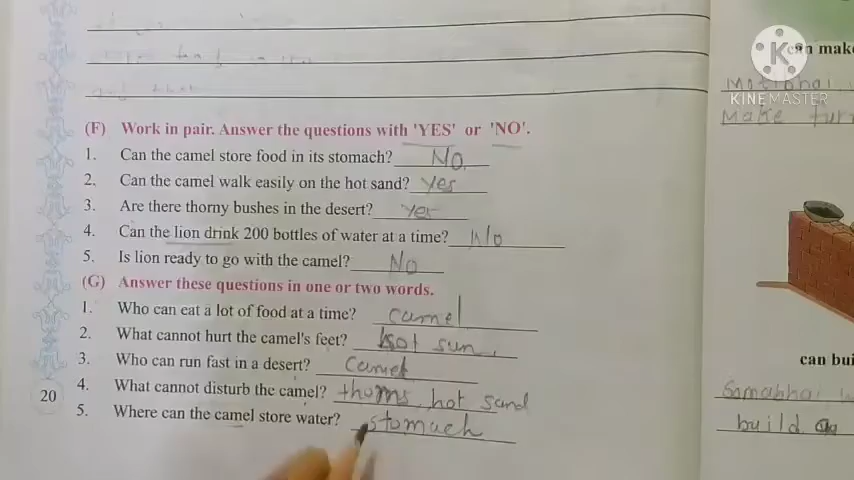 can make
KINEMASTER
Motibhai
make fur
(F) Work in pair. Answer the questions with 'YES' or 'NO'.
1. Can the camel store food in its stomach? No.
2. Can the camel walk easily on the hot sand? Yes
3. Are there thorny bushes in the desert? Yes
4. Can the lion drink 200 bottles of water at a time? No
5. Is lion ready to go with the camel? No
(G) Answer these questions in one or two words.
1. Who can eat a lot of food at a time? camel
2. What cannot hurt the camel's feet? hot sun,
3. Who can run fast in a desert? Camel
can bui
4. What cannot disturb the camel? thorns, hot sand
20
5. Where can the camel store water? stomach
build